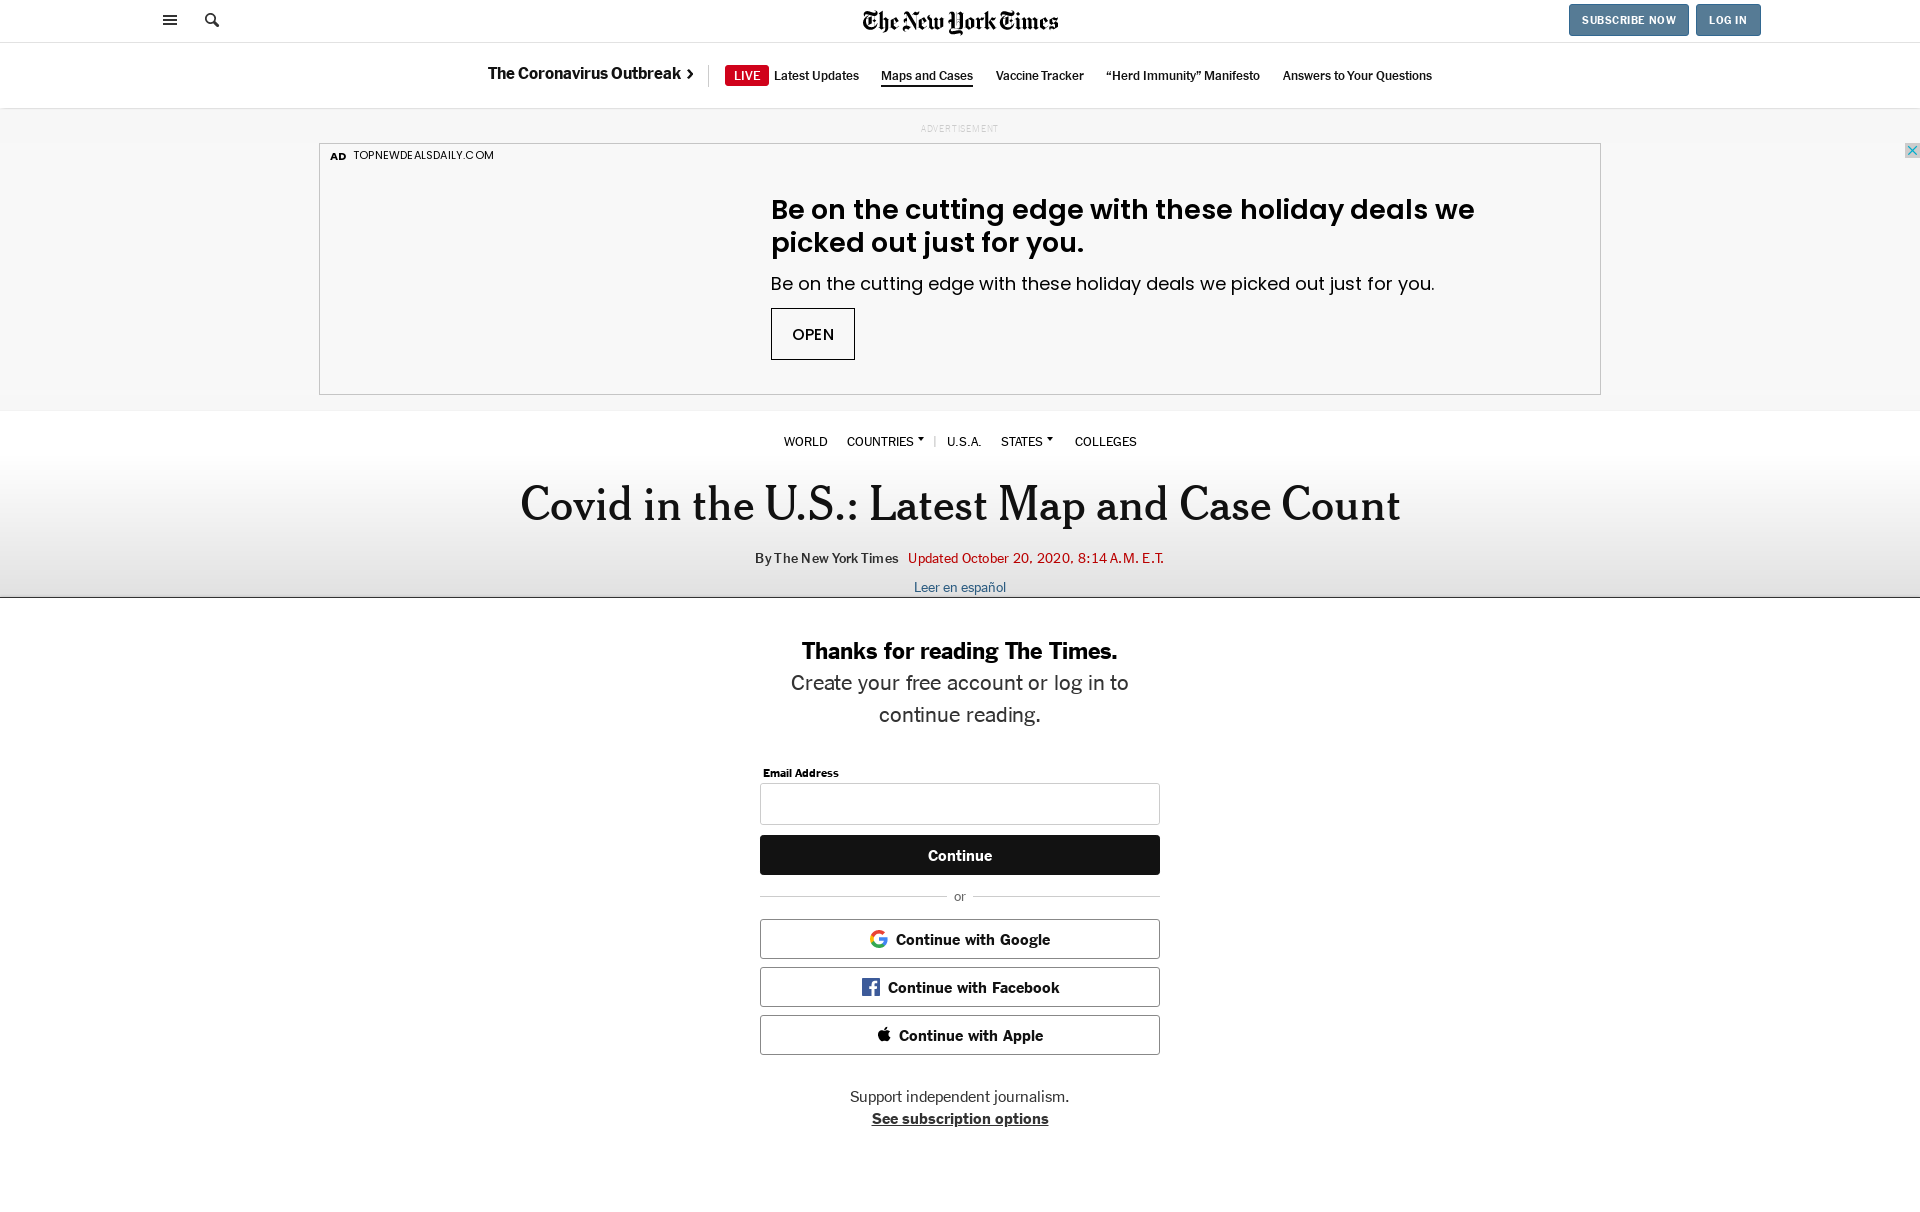 The New York Times
SUBSCRIBE NOW
LOG IN
The Coronavirus Outbreak
LIVE Latest Updates
Maps and Cases
Vaccine Tracker
“Herd Immunity” Manifesto
Answers to Your Questions
ADVERTISEMENT
AD TOPNEWDEALSDAILY.COM
Be on the cutting edge with these holiday deals we
picked out just for you.
Be on the cutting edge with these holiday deals we picked out just for you.
OPEN
WORLD COUNTRIES | U.S.A. STATES COLLEGES
Covid in the U.S.: Latest Map and Case Count
By The New York Times Updated October 20, 2020, 8:14 A.M. E.T.
Leer en español
Thanks for reading The Times.
Create your free account or log in to
continue reading.
Email Address
Continue
or
Continue with Google
Continue with Facebook
Continue with Apple
Support independent journalism.
See subscription options